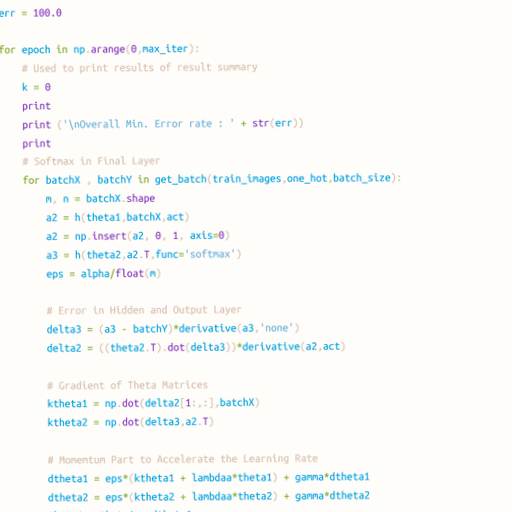 err = 100.0
for epoch in np.arange(0,max_iter):
# Used to print results of result summary
k = 0
print
print ('\nOverall Min. Error rate : ' + str(err))
print
# Softmax in Final Layer
for batchX , batchY in get_batch(train_images,one_hot,batch_size):
m, n = batchX.shape
a2 = h(theta1,batchX,act)
a2 = np.insert(a2, 0, 1, axis=0)
a3 = h(theta2,a2.T,func='softmax')
eps = alpha/float(m)
# Error in Hidden and Output Layer
delta3 = (a3 - batchY)*derivative(a3,'none')
delta2 = ((theta2.T).dot(delta3))*derivative(a2,act)
# Gradient of Theta Matrices
ktheta1 = np.dot(delta2[1:,:],batchX)
ktheta2 = np.dot(delta3,a2.T)
# Momemtum Part to Accelerate the Learning Rate
dtheta1 = eps*(ktheta1 + lambdaa*theta1) + gamma*dtheta1
dtheta2 = eps*(ktheta2 + lambdaa*theta2) + gamma*dtheta2